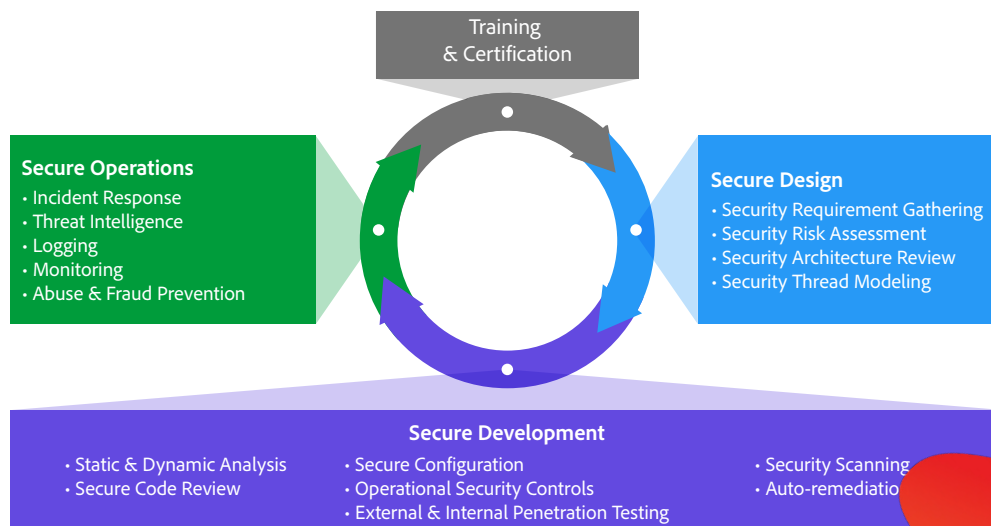 Training
& Certification
Secure Operations
• Incident Response
• Threat Intelligence
• Logging
• Monitoring
• Abuse & Fraud Prevention
Secure Design
• Security Requirement Gathering
• Security Risk Assessment
• Security Architecture Review
• Security Thread Modeling
Secure Development
• Static & Dynamic Analysis
• Secure Code Review
• Secure Configuration
• Operational Security Controls
• External & Internal Penetration Testing
• Security Scanning
• Auto-remediatio